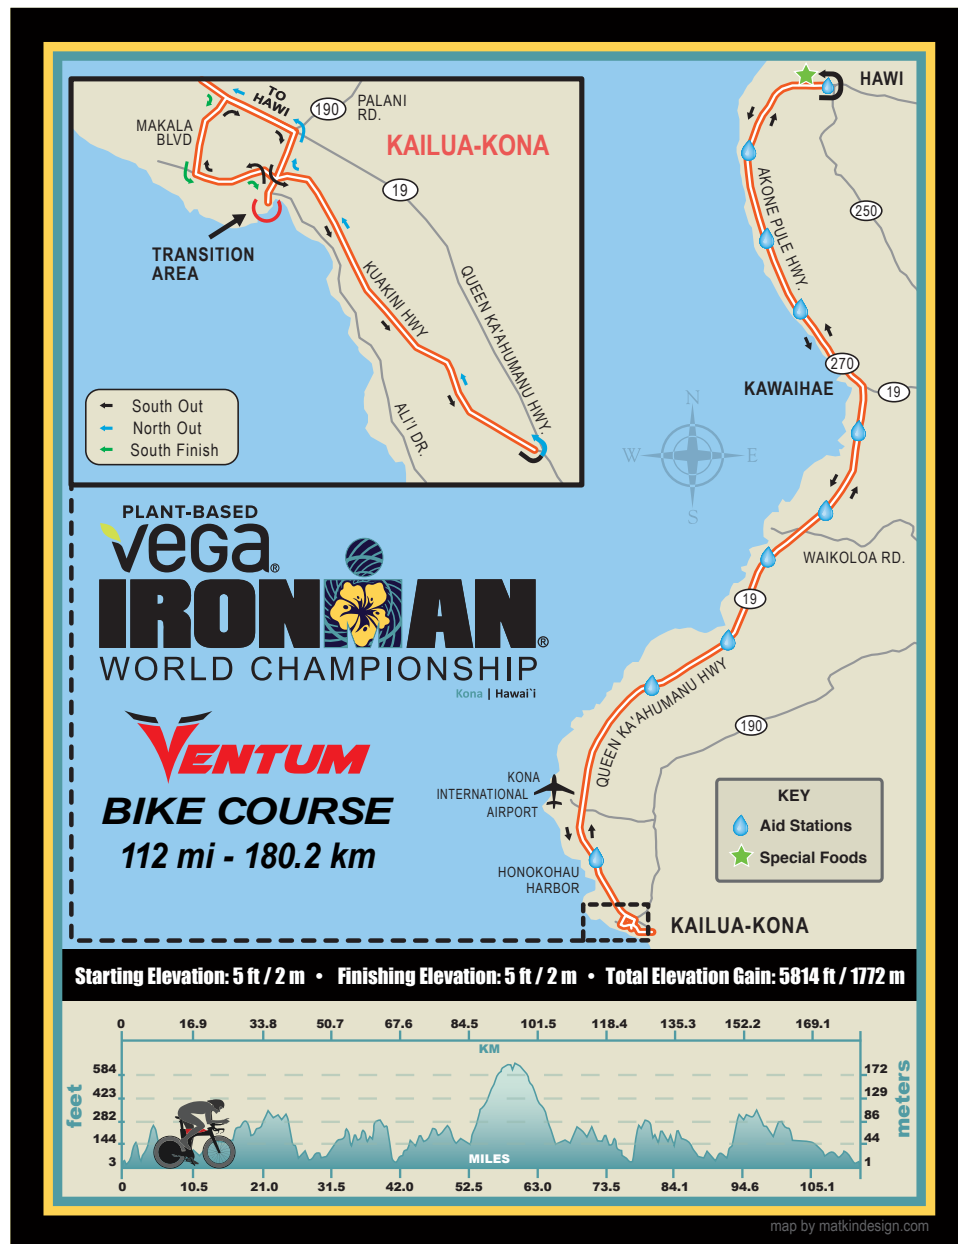 HAWI
TO
HAWI
190
PALANI
RD.
MAKALA
BLVD
KAILUA-KONA
19
TRANSITION
AREA
KUAKINI HWY
QUEEN KA'AHUMANU HWY.
ALI'I DR.
South Out
North Out
South Finish
AKONE PULE HWY.
250
270
KAWAIHAE
19
N
W
E
S
WAIKOLOA RD.
19
QUEEN KA'AHUMANU HWY
190
PLANT-BASED
vega®
IRONMAN®
WORLD CHAMPIONSHIP
Kona | Hawai`i
VENTUM
BIKE COURSE
112 mi - 180.2 km
KONA
INTERNATIONAL
AIRPORT
HONOKOHAU
HARBOR
KEY
Aid Stations
Special Foods
KAILUA-KONA
Starting Elevation: 5 ft / 2 m • Finishing Elevation: 5 ft / 2 m • Total Elevation Gain: 5814 ft / 1772 m
0 16.9 33.8 50.7 67.6 84.5 101.5 118.4 135.3 152.2 169.1
KM
feet
584
423
282
144
3
172
129
86
44
1
meters
MILES
0 10.5 21.0 31.5 42.0 52.5 63.0 73.5 84.1 94.6 105.1
map by matkindesign.com